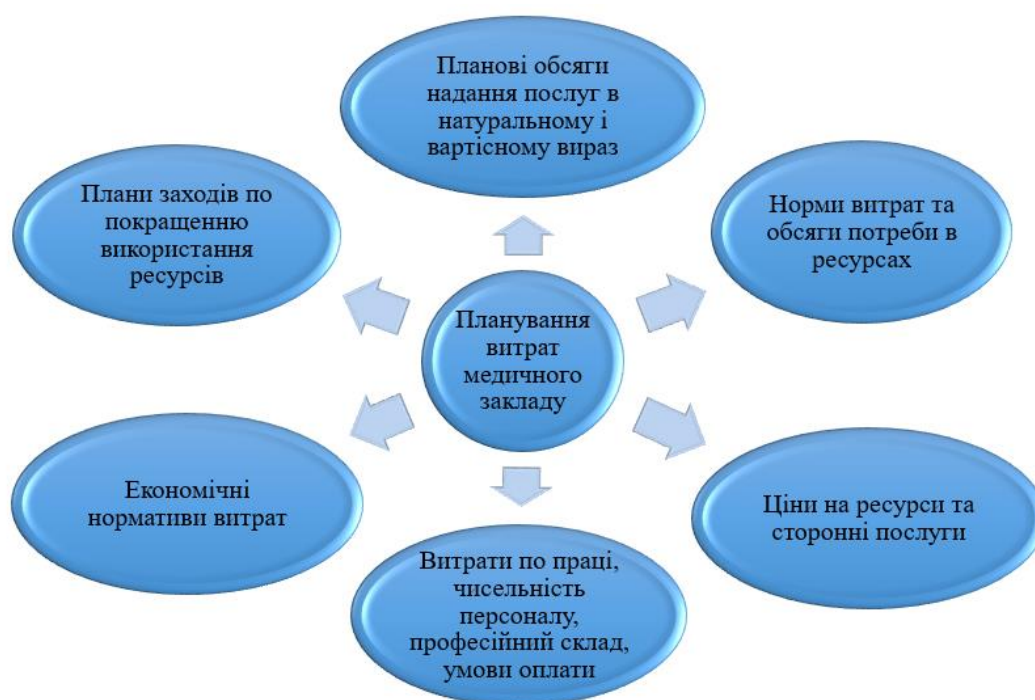 Планові обсяги
надання послуг в
натуральному і
вартісному вираз
Плани заходів по
покращенню
використання
ресурсів
Норми витрат та
обсяги потреби в
ресурсах
Планування
витрат
медичного
закладу
Економічні
нормативи витрат
Ціни на ресурси та
сторонні послуги
Витрати по праці,
чисельність
персоналу,
професійний склад,
умови оплати